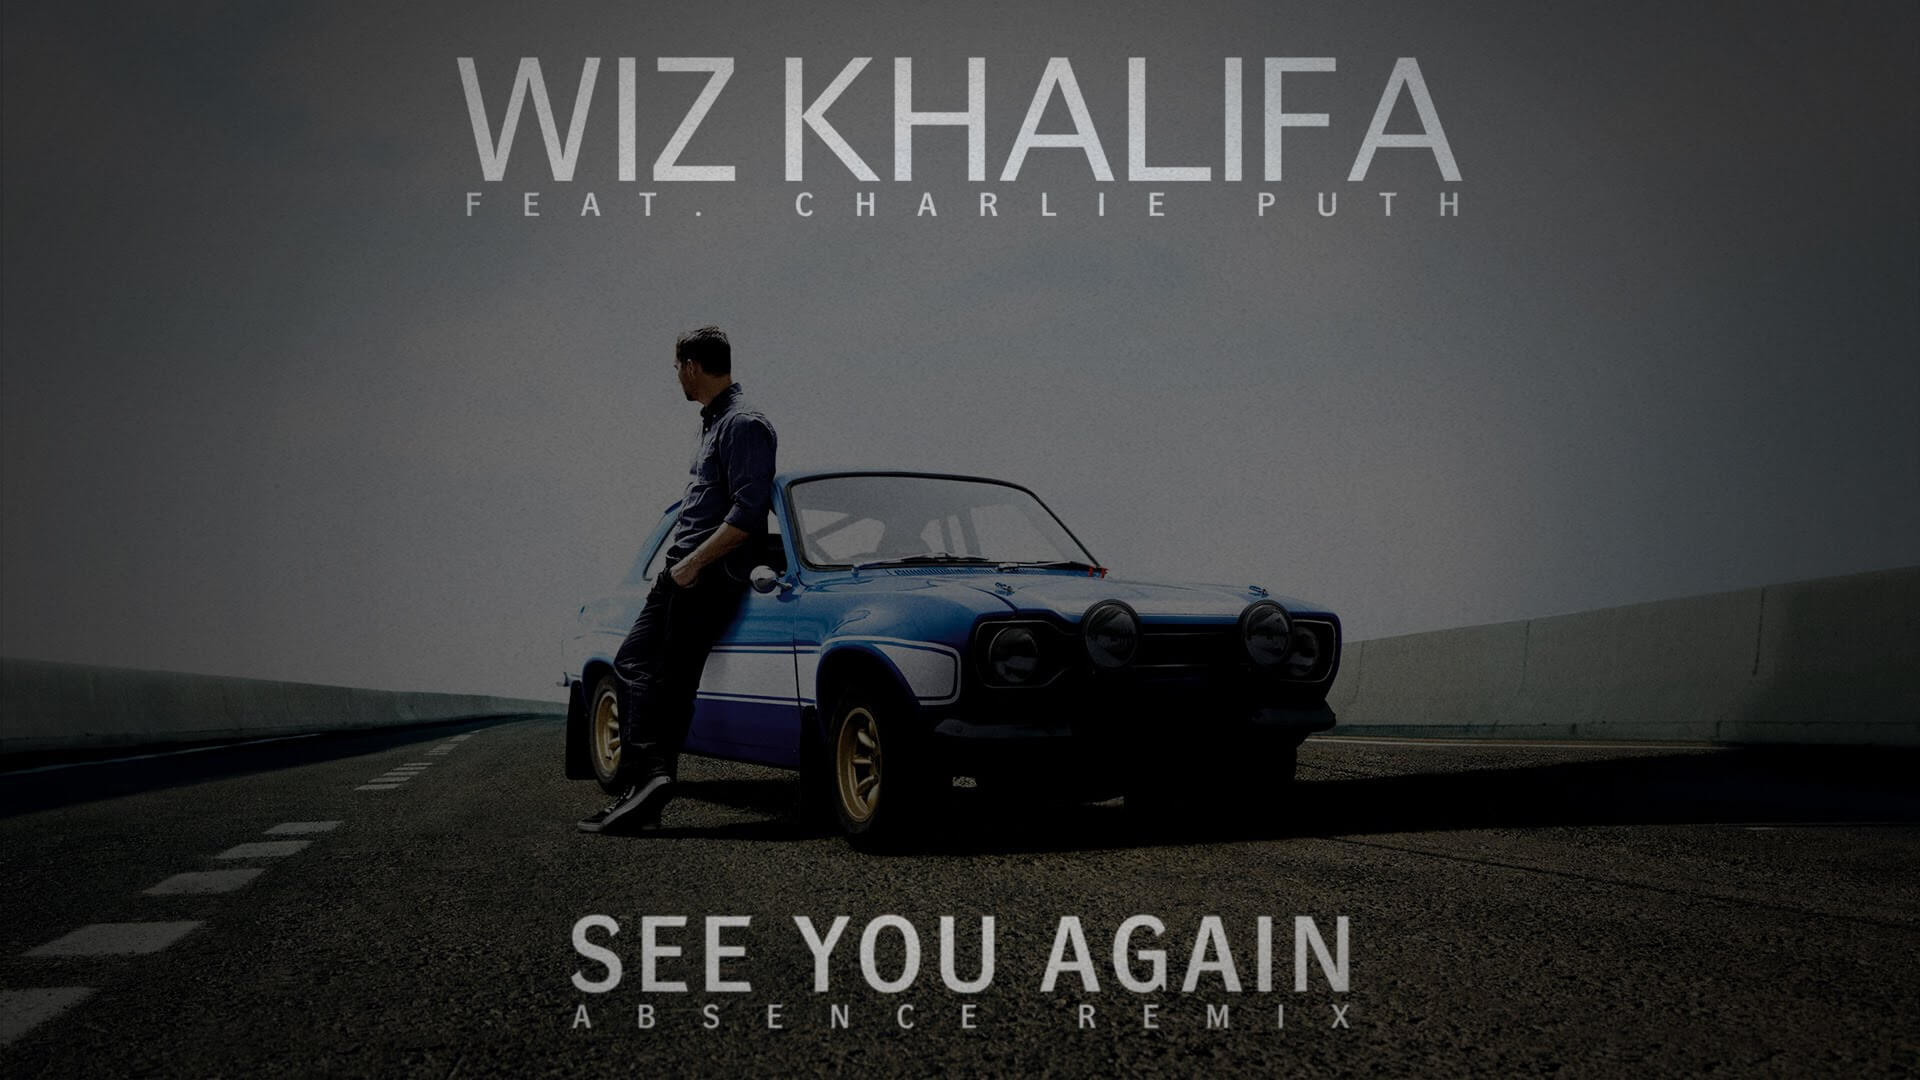 WIZ KHALIFA
FEAT. CHARLIE PUTH
SEE YOU AGAIN
ABSENCE REMIX